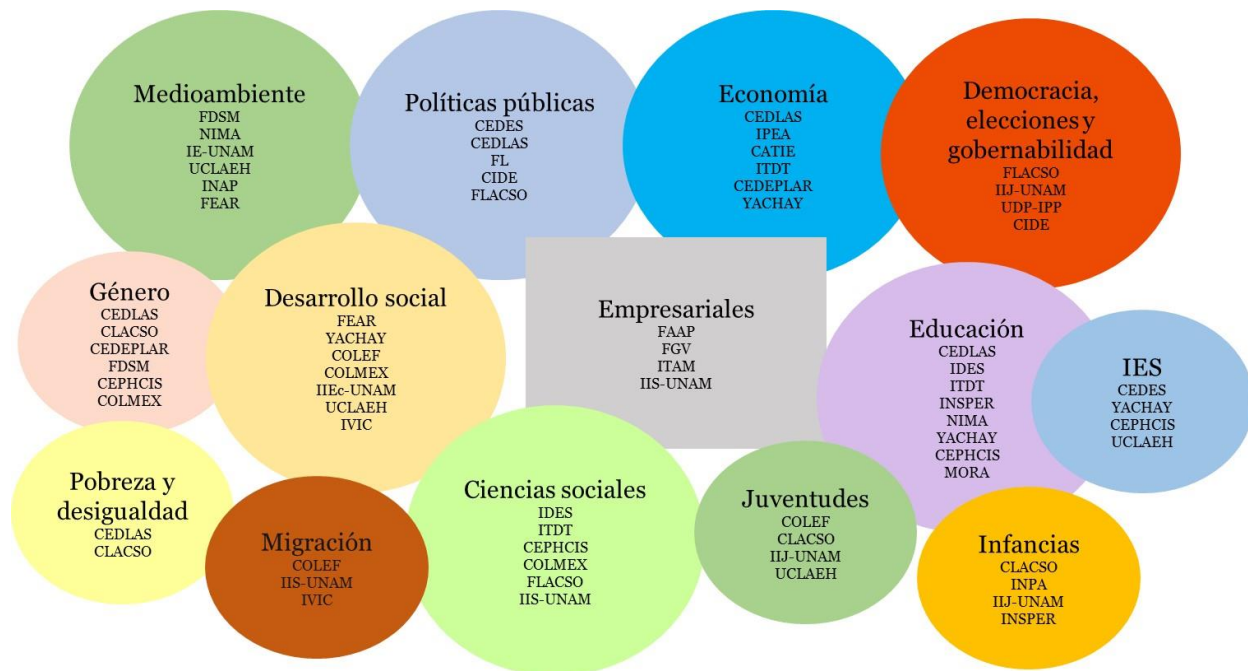 Medioambiente
FDSM
NIMA
IE-UNAM
UCLAEH
INAP
FEAR
Políticas públicas
CEDES
CEDLAS
FL
CIDE
FLACSO
Economía
CEDLAS
IPEA
CATIE
ITDT
CEDEPLAR
YACHAY
Democracia,
elecciones y
gobernabilidad
FLACSO
IIJ-UNAM
UDP-IPP
CIDE
Género
CEDLAS
CLACSO
CEDEPLAR
FDSM
CEPHCIS
COLMEX
Desarrollo social
FEAR
YACHAY
COLEF
COLMEX
IIEc-UNAM
UCLAEH
IVIC
Empresariales
FAAP
FGV
ITAM
IIS-UNAM
Educación
CEDLAS
IDES
ITDT
INSPER
NIMA
YACHAY
CEPHCIS
MORA
IES
CEDES
YACHAY
CEPHCIS
UCLAEH
Pobreza y
desigualdad
CEDLAS
CLACSO
Migración
COLEF
IIS-UNAM
IVIC
Ciencias sociales
IDES
ITDT
CEPHCIS
COLMEX
FLACSO
IIS-UNAM
Juventudes
COLEF
CLACSO
IIJ-UNAM
UCLAEH
Infancias
CLACSO
INPA
IIJ-UNAM
INSPER